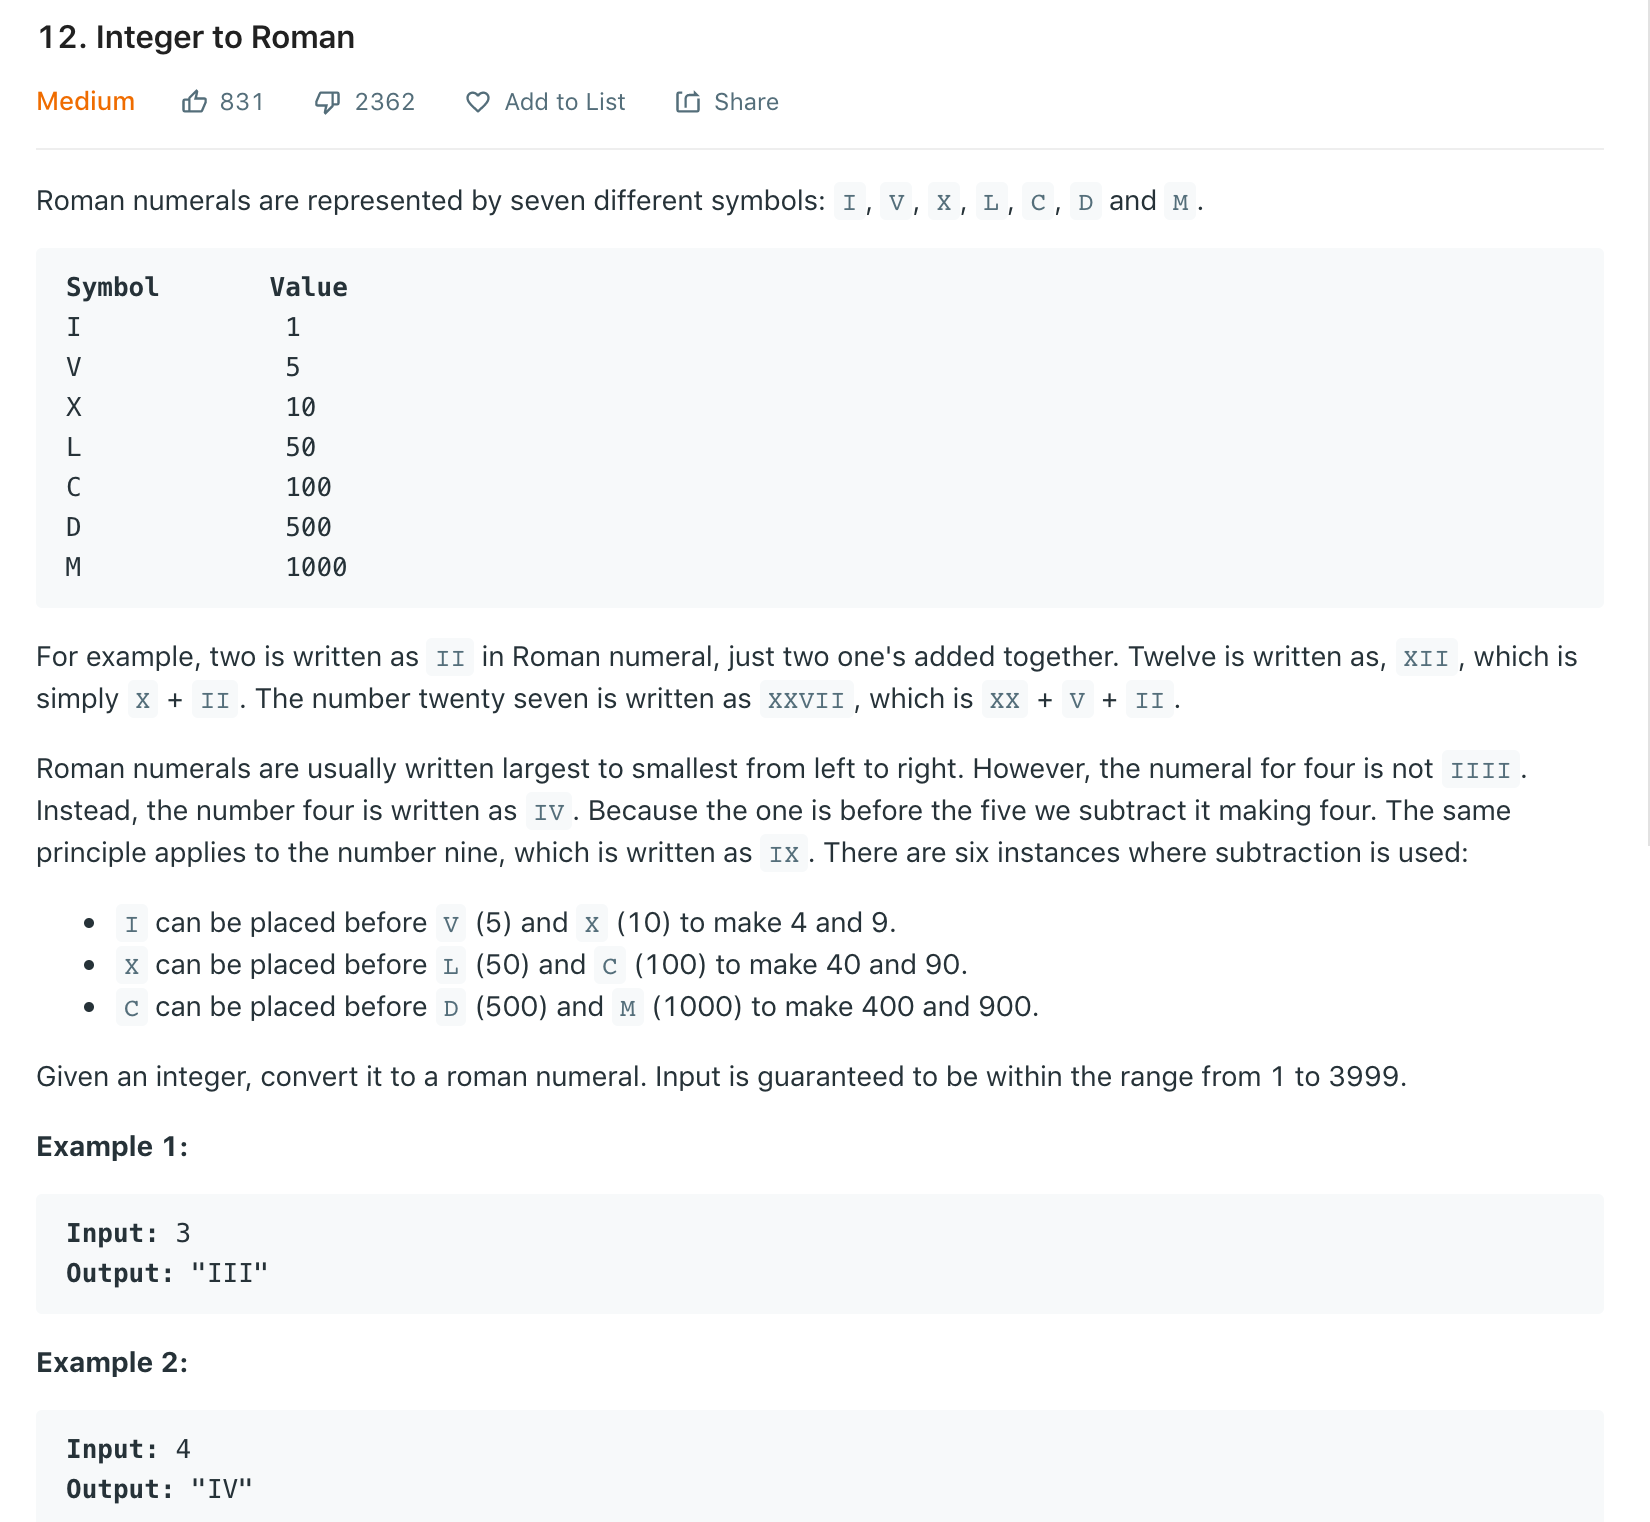 12. Integer to Roman
Medium 831 2362 Add to List Share
Roman numerals are represented by seven different symbols: I, V, X, L, C, D and M.
Symbol Value
I 1
V 5
X 10
L 50
C 100
D 500
M 1000
For example, two is written as II in Roman numeral, just two one's added together. Twelve is written as, XII, which is
simply X + II. The number twenty seven is written as XXVII, which is XX + V + II.
Roman numerals are usually written largest to smallest from left to right. However, the numeral for four is not IIII.
Instead, the number four is written as IV. Because the one is before the five we subtract it making four. The same
principle applies to the number nine, which is written as IX. There are six instances where subtraction is used:
• I can be placed before V (5) and X (10) to make 4 and 9.
• X can be placed before L (50) and C (100) to make 40 and 90.
• C can be placed before D (500) and M (1000) to make 400 and 900.
Given an integer, convert it to a roman numeral. Input is guaranteed to be within the range from 1 to 3999.
Example 1:
Input: 3
Output: "III"
Example 2:
Input: 4
Output: "IV"